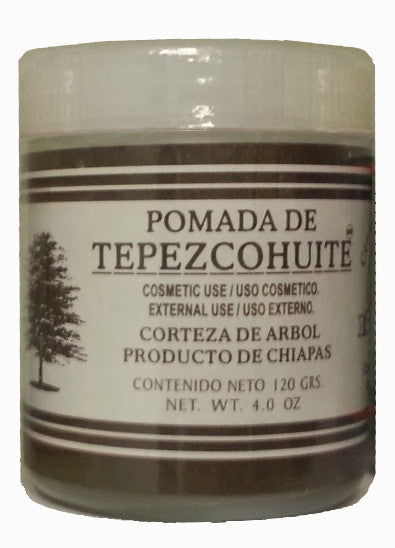 POMADA DE
TEPEZCOHUITE
COSMETIC USE / USO COSMETICO.
EXTERNAL USE / USO EXTERNO.
CORTEZA DE ARBOL
PRODUCTO DE CHIAPAS
CONTENIDO NETO 120 GRS.
NET. WT. 4.0 OZ